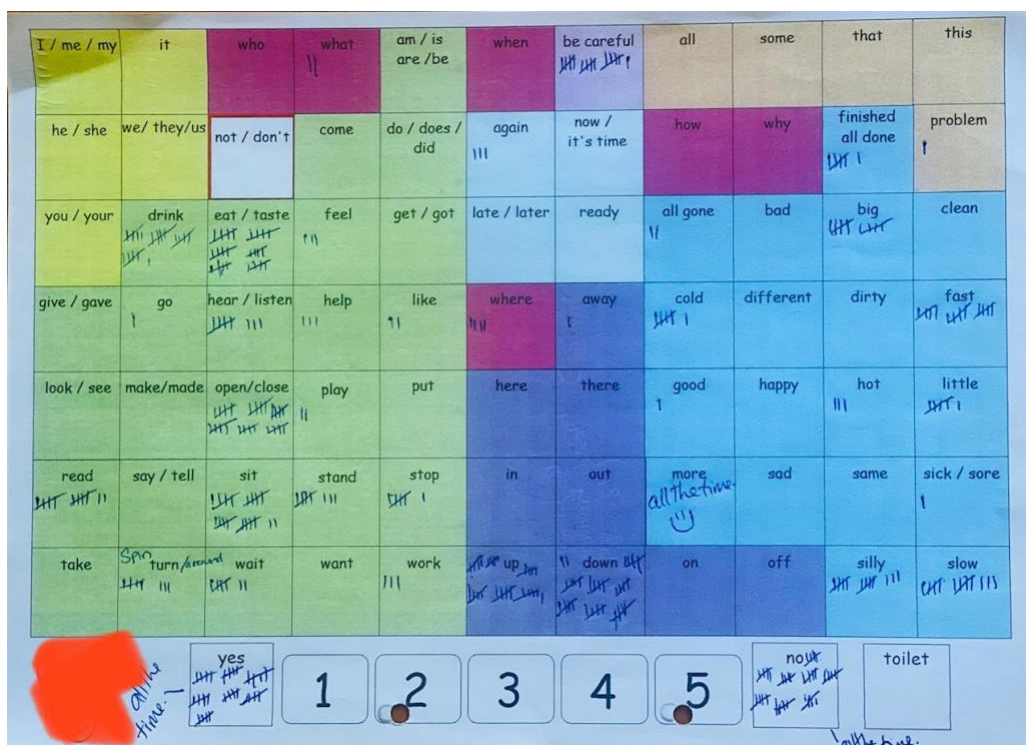 I / me / my it who what am / is are / be when be careful all some that this
he / she we/ they/us not / don't come do / does / did again now / it's time how why finished all done problem
you / your drink eat / taste feel get / got late / later ready all gone bad big clean
give / gave go hear / listen help like where away cold different dirty fast
look / see make/made open/close play put here there good happy hot little
read say / tell sit stand stop in out more sad same sick / sore
all the time.
take Spin turn/around wait want work up down on off silly slow
all the time. yes 1 2 3 4 5 no toilet
all the time.